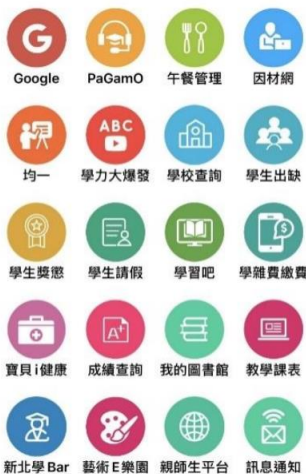 G
Google
PaGamO
午餐管理
因材網
均一
ABC
學力大爆發
學校查詢
學生出缺
學生獎懲
學生請假
學習吧
$
學雜費繳費
寶貝i健康
A+
成績查詢
我的圖書館
教學課表
新北學Bar
藝術E樂園
親師生平台
訊息通知